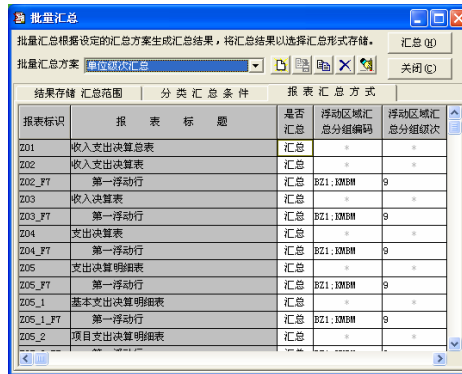 批量汇总
批量汇总根据设定的汇总方案生成汇总结果，将汇总结果以选择汇总形式存储。
汇总(H)
批量汇总方案 单位级次汇总
关闭(C)
结果存储 汇总范围 分类汇总条件 报表汇总方式
报表标识 报表标题 是否汇总 浮动区域汇总分组编码 浮动区域汇总分组级次
Z01 收入支出决算总表 汇总 * *
Z02 收入支出决算表 汇总 * *
Z02_F7 第一浮动行 汇总 BZ1;KMBM 9
Z03 收入决算表 汇总 * *
Z03_F7 第一浮动行 汇总 BZ1;KMBM 9
Z04 支出决算表 汇总 * *
Z04_F7 第一浮动行 汇总 BZ1;KMBM 9
Z05 支出决算明细表 汇总 * *
Z05_F7 第一浮动行 汇总 BZ1;KMBM 9
Z05_1 基本支出决算明细表 汇总 * *
Z05_1_F7 第一浮动行 汇总 BZ1;KMBM 9
Z05_2 项目支出决算明细表 汇总 * *